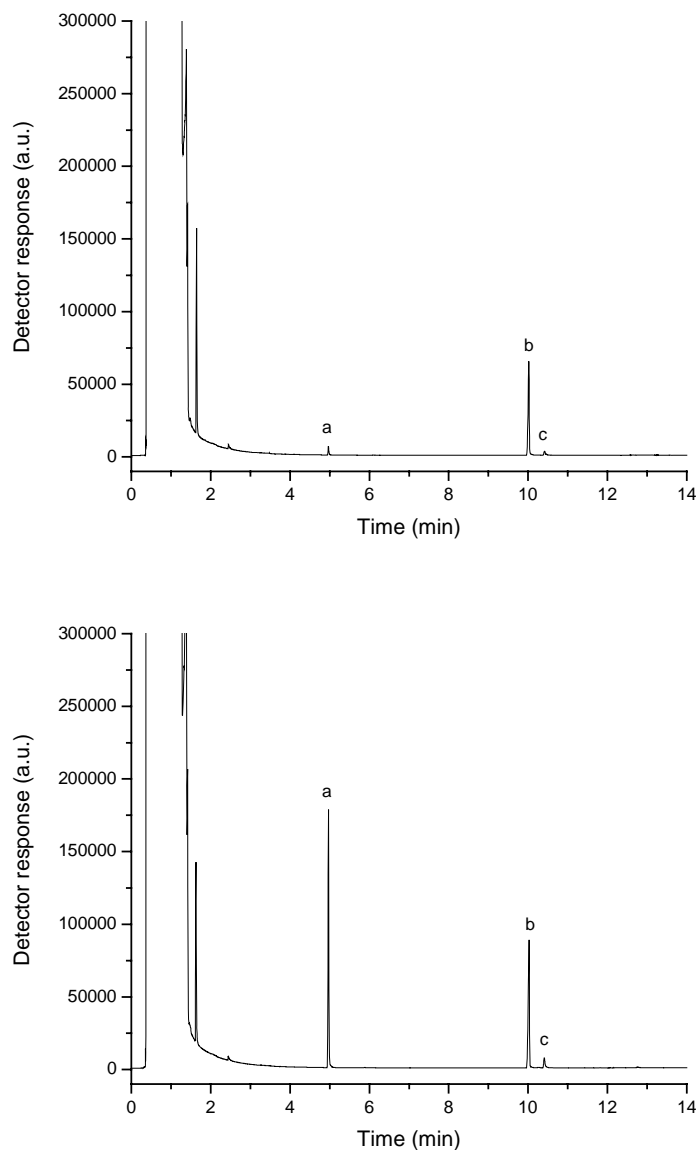 300000
250000
200000
150000
100000
50000
0
Detector response (a.u.)
a
b
c
0 2 4 6 8 10 12 14
Time (min)
300000
250000
200000
150000
100000
50000
0
Detector response (a.u.)
a
b
c
0 2 4 6 8 10 12 14
Time (min)